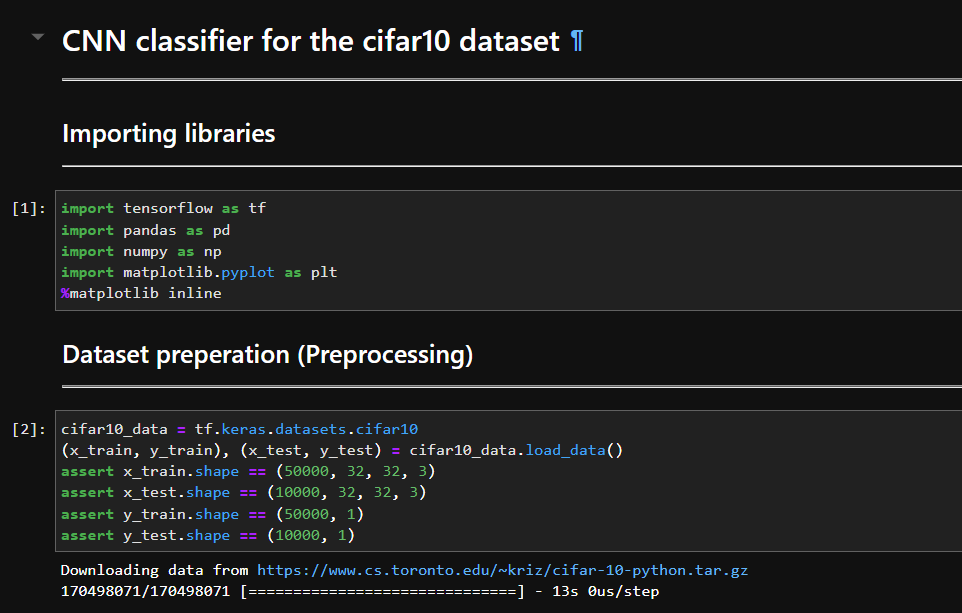 CNN classifier for the cifar10 dataset ¶
Importing libraries
[1]:
import tensorflow as tf
import pandas as pd
import numpy as np
import matplotlib.pyplot as plt
%matplotlib inline
Dataset preperation (Preprocessing)
[2]:
cifar10_data = tf.keras.datasets.cifar10
(x_train, y_train), (x_test, y_test) = cifar10_data.load_data()
assert x_train.shape == (50000, 32, 32, 3)
assert x_test.shape == (10000, 32, 32, 3)
assert y_train.shape == (50000, 1)
assert y_test.shape == (10000, 1)
Downloading data from https://www.cs.toronto.edu/~kriz/cifar-10-python.tar.gz
170498071/170498071 [==============================] - 13s 0us/step